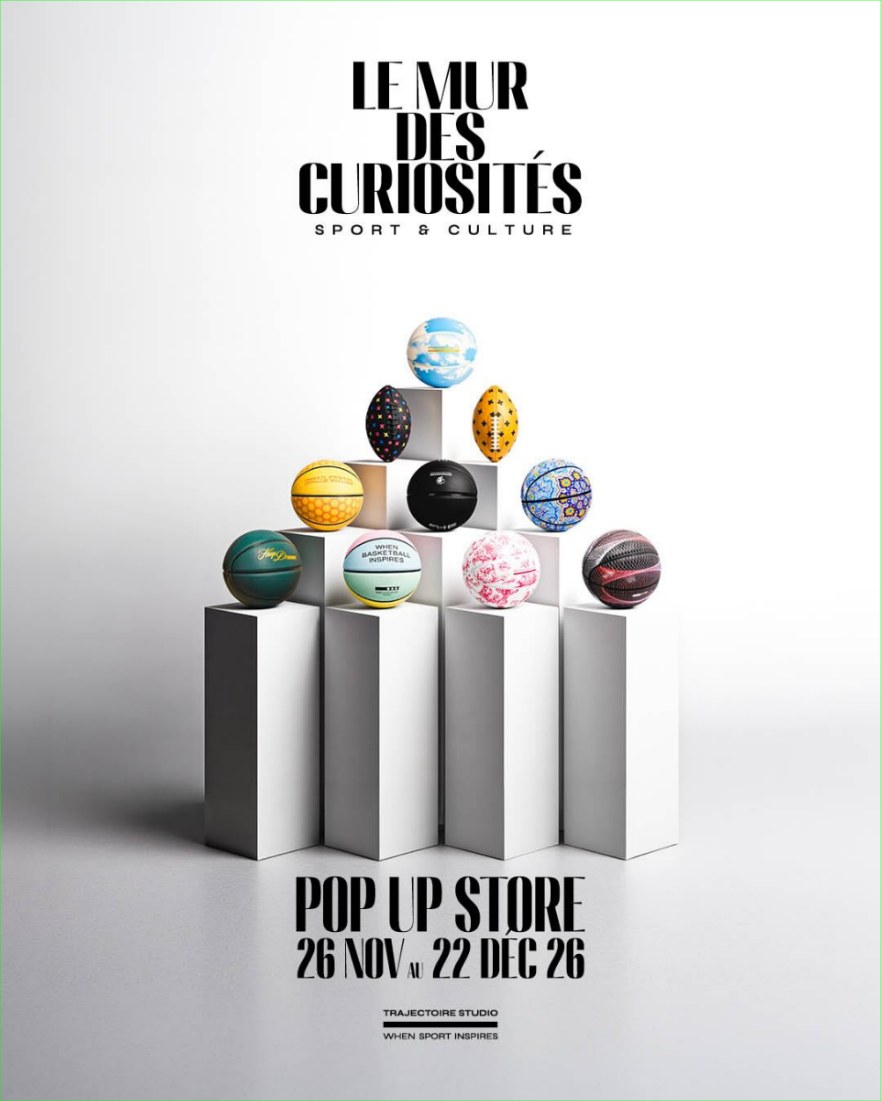 LE MUR
DES
CURIOSITÉS
SPORT & CULTURE
WHEN
BASKETBALL
INSPIRES
POP UP STORE
26 NOV AU 22 DÉC 26
TRAJECTOIRE STUDIO
WHEN SPORT INSPIRES